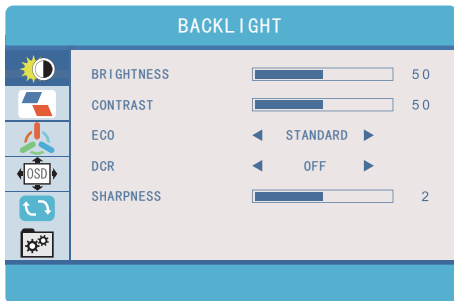 BACKLIGHT
BRIGHTNESS 50
CONTRAST 50
ECO STANDARD
DCR OFF
OSD
SHARPNESS 2